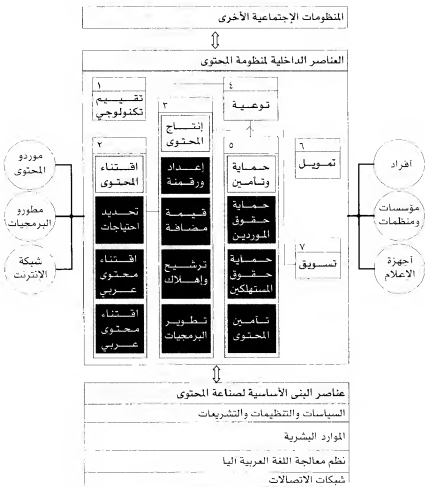 المنظومات الإجتماعية الأخرى
العناصر الداخلية لمنظومة المحتوى
١
تقييم
تكنولوجي
٢
اقتناء
المحتوى
تحديد
احتياجات
اقتناء
محتوى
عربي
اقتناء
محتوى
عربي
٣
إنتاج
المحتوى
إعداد
ورقمنة
قيمة
مضافة
ترشيح
وإهلاك
تطوير
البرمجيات
٤
توعية
٥
حماية
وتأمين
حماية
حقوق
الموردين
حماية
حقوق
المستهلكين
تأمين
المحتوى
٦
تمويل
٧
تسويق
موردو
المحتوى
مطورو
البرمجيات
شبكة
الإنترنت
أفراد
مؤسسات
ومنظمات
أجهزة
الاعلام
عناصر البنى الأساسية لصناعة المحتوى
السياسات والتنظيمات والتشريعات
الموارد البشرية
نظم معالجة اللغة العربية اليا
شبكات الاتصالات